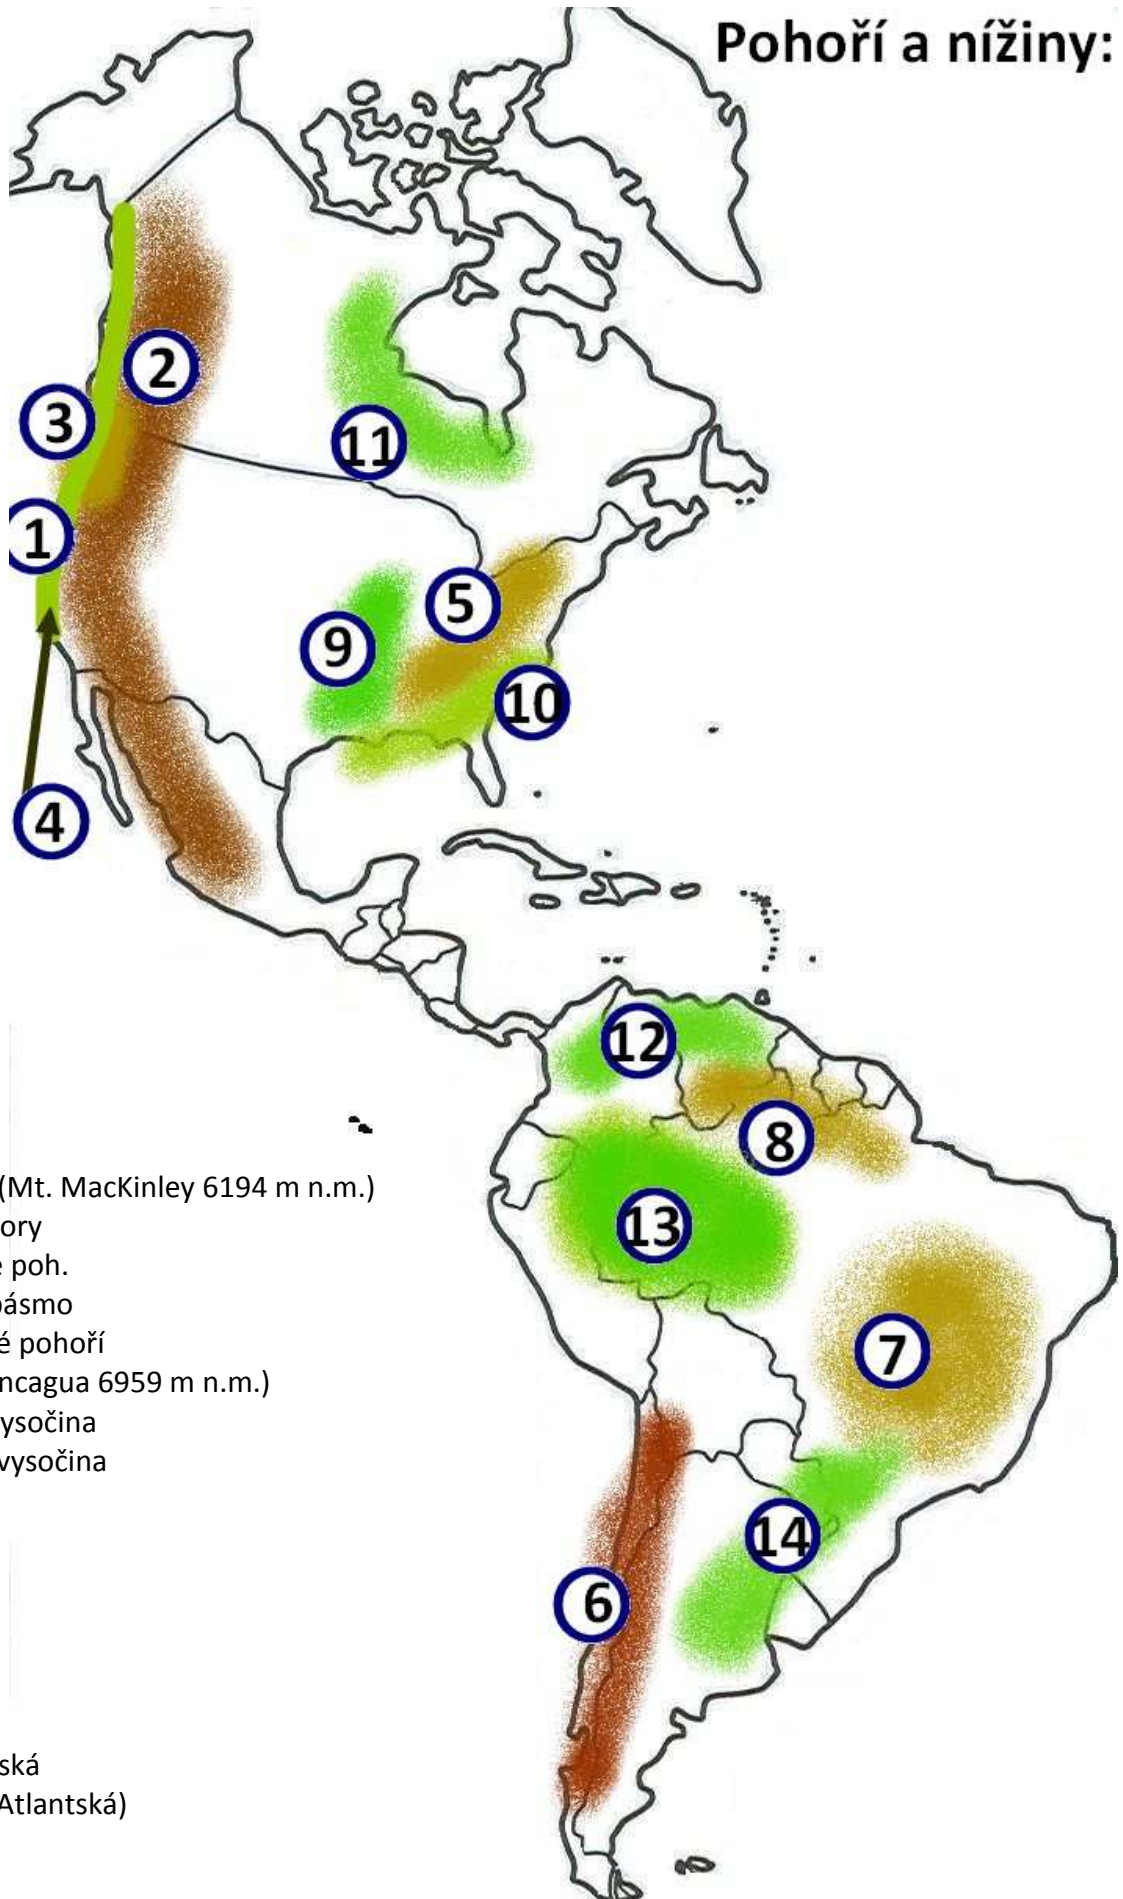 Pohoří a nížiny:
2
3
11
1
5
9
10
4
12
8
(Mt. MacKinley 6194 m n.m.)
13
ory
e poh.
pásmo
é pohoří
7
ncagua 6959 m n.m.)
ysočina
vysočina
14
6
ská
Atlantská)